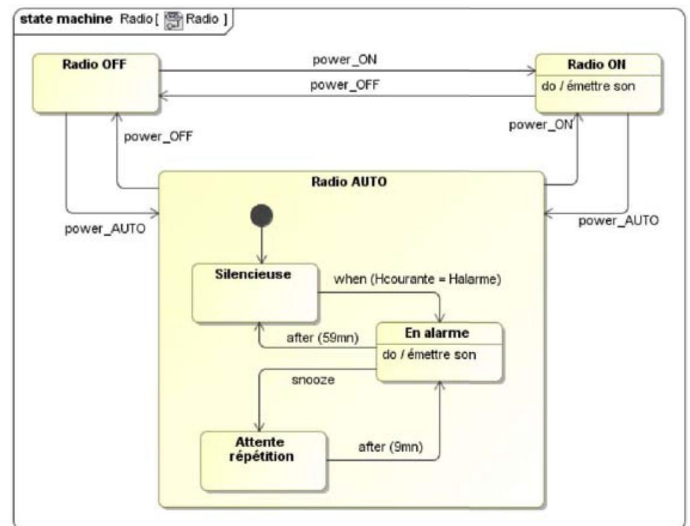 state machine Radio [ Radio ]
Radio OFF
power_ON
Radio ON
do / émettre son
power_OFF
power_OFF
power_ON
power_AUTO
Radio AUTO
power_AUTO
Silencieuse
when (Hcourante = Halarme)
En alarme
do / émettre son
after (59mn)
snooze
Attente
répétition
after (9mn)